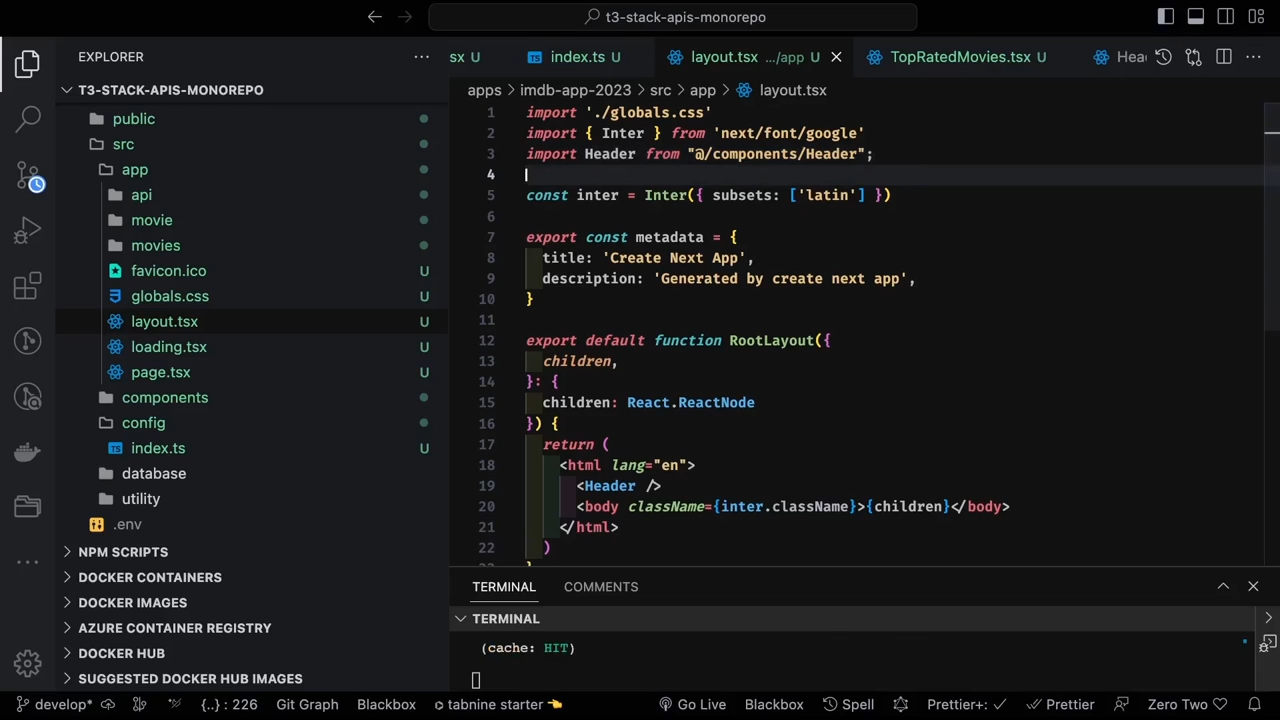 t3-stack-apis-monorepo
EXPLORER
T3-STACK-APIS-MONOREPO
public
src
app
api
movie
movies
favicon.ico U
globals.css U
layout.tsx U
loading.tsx U
page.tsx U
components
config
TS index.ts U
database
utility
.env
NPM SCRIPTS
DOCKER CONTAINERS
DOCKER IMAGES
AZURE CONTAINER REGISTRY
DOCKER HUB
SUGGESTED DOCKER HUB IMAGES
sx U TS index.ts U layout.tsx .../app U TopRatedMovies.tsx U Hea
apps > imdb-app-2023 > src > app > layout.tsx
1 import './globals.css'
2 import { Inter } from 'next/font/google'
3 import Header from "@/components/Header";
4
5 const inter = Inter({ subsets: ['latin'] })
6
7 export const metadata = {
8 title: 'Create Next App',
9 description: 'Generated by create next app',
10 }
11
12 export default function RootLayout({
13 children,
14 }: {
15 children: React.ReactNode
16 }) {
17 return (
18 <html lang="en">
19 <Header />
20 <body className={inter.className}>{children}</body>
21 </html>
22 )
TERMINAL COMMENTS
TERMINAL
(cache: HIT)
develop* {..} : 226 Git Graph Blackbox tabnine starter 👈 Go Live Blackbox Spell Prettier+: ✓ Prettier Zero Two